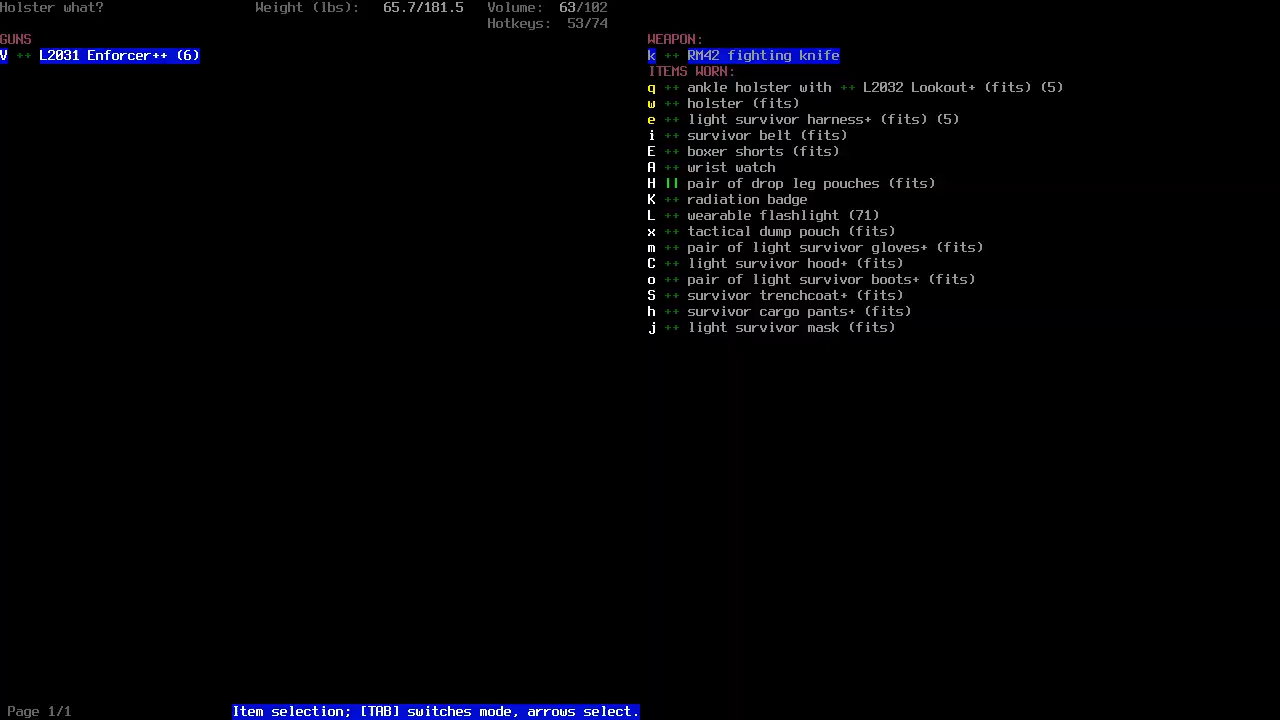 Holster what? Weight (lbs): 65.7/181.5 Volume: 63/102
Hotkeys: 53/74
GUNS
V ++ L2031 Enforcer++ (6)
WEAPON:
k ++ RM42 fighting knife
ITEMS WORN:
q ++ ankle holster with ++ L2032 Lookout+ (fits) (5)
w ++ holster (fits)
e ++ light survivor harness+ (fits) (5)
i ++ survivor belt (fits)
E ++ boxer shorts (fits)
A ++ wrist watch
H || pair of drop leg pouches (fits)
K ++ radiation badge
L ++ wearable flashlight (71)
x ++ tactical dump pouch (fits)
m ++ pair of light survivor gloves+ (fits)
C ++ light survivor hood+ (fits)
o ++ pair of light survivor boots+ (fits)
S ++ survivor trenchcoat+ (fits)
h ++ survivor cargo pants+ (fits)
j ++ light survivor mask (fits)
Page 1/1 Item selection; [TAB] switches mode, arrows select.